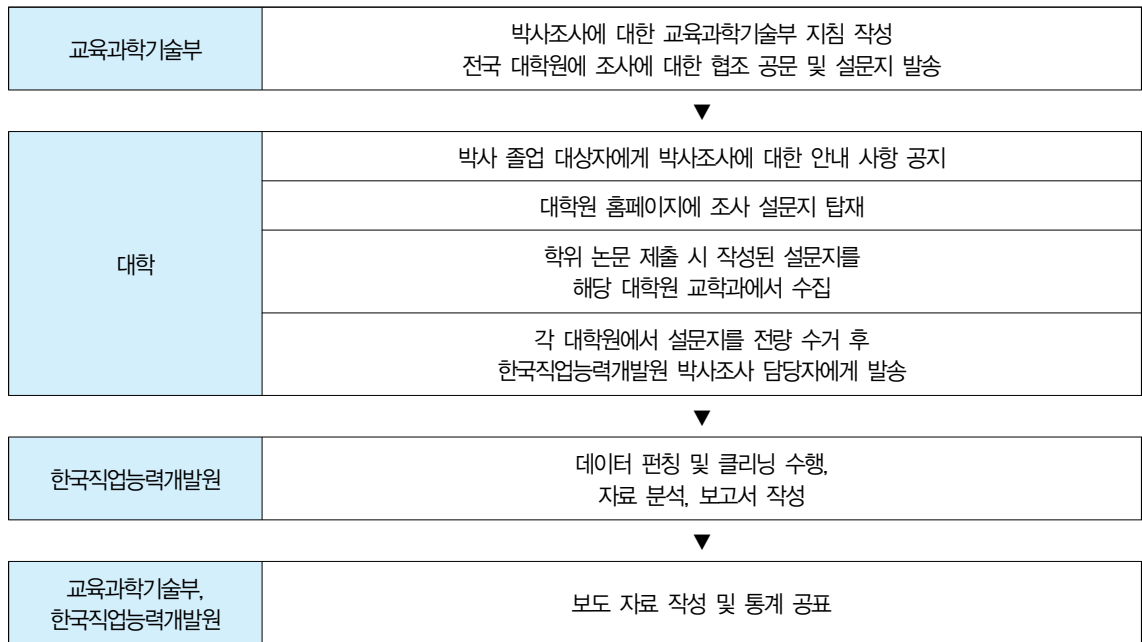 교육과학기술부
박사조사에 대한 교육과학기술부 지침 작성
전국 대학원에 조사에 대한 협조 공문 및 설문지 발송
▼
대학
박사 졸업 대상자에게 박사조사에 대한 안내 사항 공지
대학원 홈페이지에 조사 설문지 탑재
학위 논문 제출 시 작성된 설문지를
해당 대학원 교학과에서 수집
각 대학원에서 설문지를 전량 수거 후
한국직업능력개발원 박사조사 담당자에게 발송
▼
한국직업능력개발원
데이터 펀칭 및 클리닝 수행,
자료 분석, 보고서 작성
▼
교육과학기술부,
한국직업능력개발원
보도 자료 작성 및 통계 공표